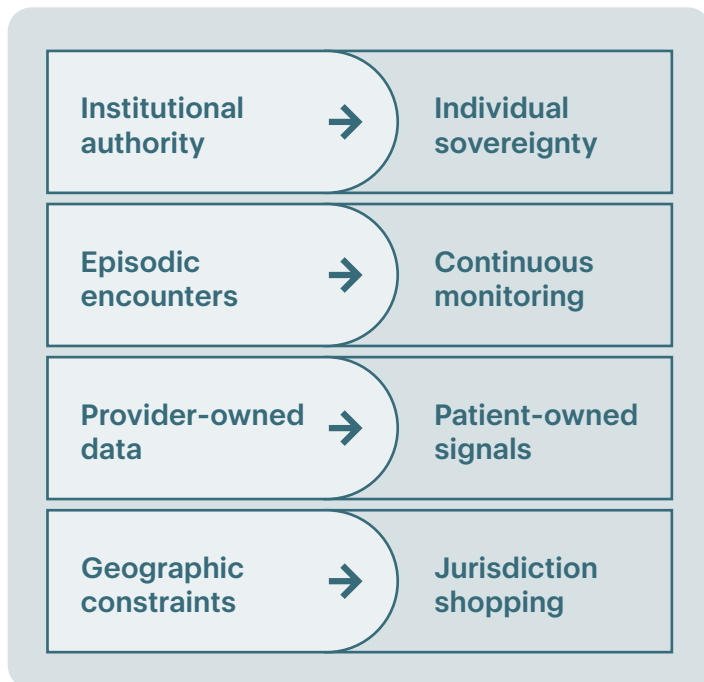 Institutional
authority
Individual
sovereignty
Episodic
encounters
Continuous
monitoring
Provider-owned
data
Patient-owned
signals
Geographic
constraints
Jurisdiction
shopping